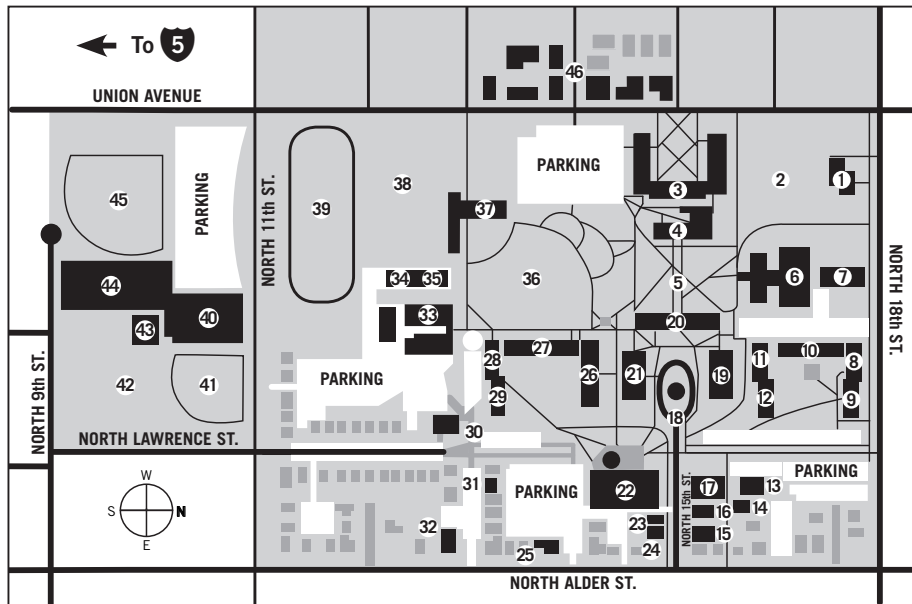 To 5
UNION AVENUE
46
45
PARKING
NORTH 11th ST.
39
38
37
PARKING
3
2
1
4
44
34 35
36
5
6
7
NORTH 18th ST.
43
40
33
20
NORTH 9th ST.
42
41
PARKING
28
27
26
21
19
11
10
8
29
12
9
18
NORTH LAWRENCE ST.
30
W
S N
E
31
PARKING
22
NORTH 15th ST.
17
PARKING
13
16
14
32
25
23
24
15
NORTH ALDER ST.